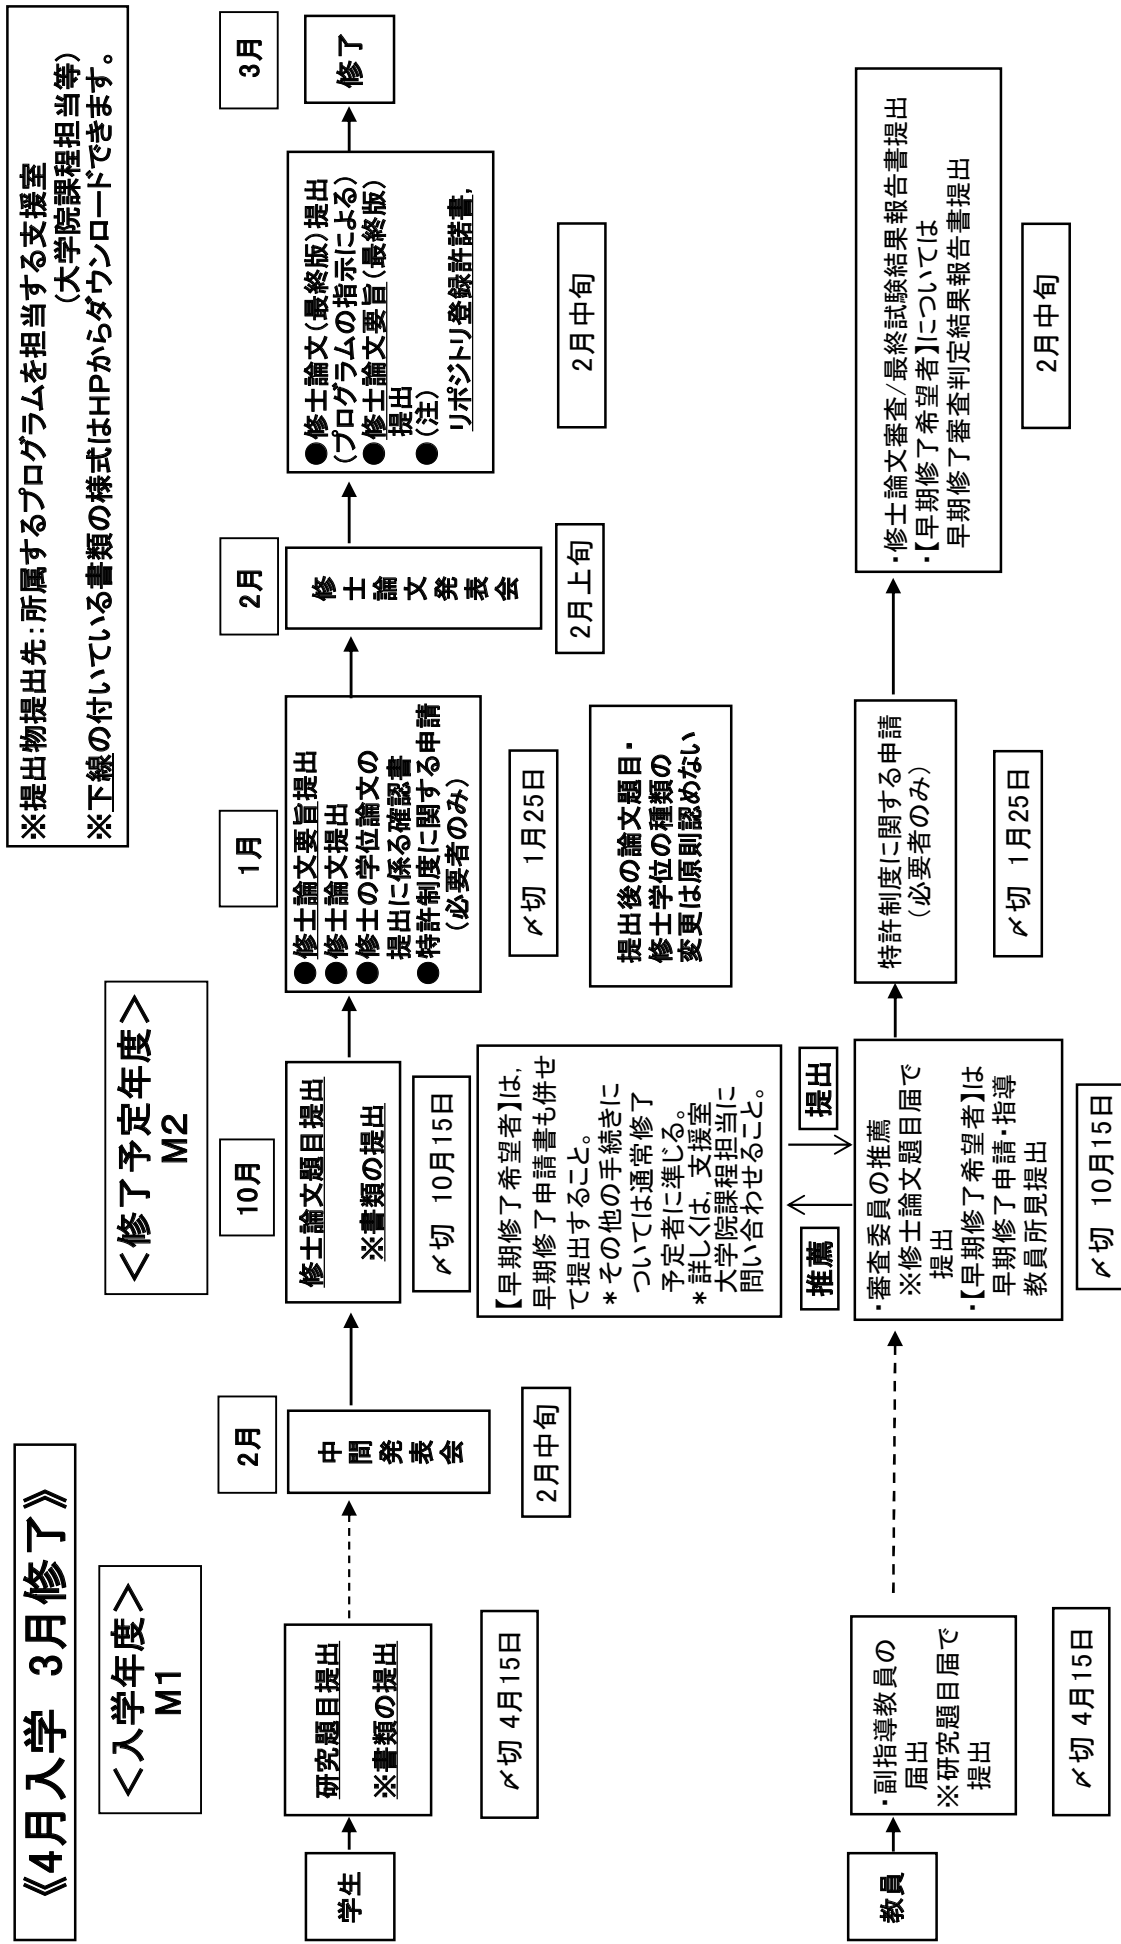 《4月入学 3月修了》
※提出物提出先：所属するプログラムを担当する支援室
（大学院課程担当等）
※下線の付いている書類の様式はHPからダウンロードできます。
＜入学年度＞
M1
＜修了予定年度＞
M2
2月
10月
1月
2月
3月
学生
研究題目提出
※書類の提出
〆切 4月15日
中
間
発
表
会
2月中旬
修士論文題目提出
※書類の提出
〆切 10月15日
【早期修了希望者】は，
早期修了申請書も併せ
て提出すること。
＊その他の手続きに
ついては通常修了
予定者に準じる。
＊詳しくは，支援室
大学院課程担当に
問い合わせること。
●修士論文要旨提出
●修士論文提出
●修士の学位論文の
提出に係る確認書
●特許制度に関する申請
（必要者のみ）
〆切 1月25日
提出後の論文題目・
修士学位の種類の
変更は原則認めない
修
士
論
文
発
表
会
2月上旬
●修士論文（最終版）提出
（プログラムの指示による）
●修士論文要旨（最終版）
提出
●（注）
リポジトリ登録許諾書，
2月中旬
修了
推薦
提出
教員
・副指導教員の
届出
※研究題目届で
提出
〆切 4月15日
・審査委員の推薦
※修士論文題目届で
提出
・【早期修了希望者】は
早期修了申請・指導
教員所見提出
〆切 10月15日
特許制度に関する申請
（必要者のみ）
〆切 1月25日
・修士論文審査/最終試験結果報告書提出
・【早期修了希望者】については
早期修了審査判定結果報告書提出
2月中旬